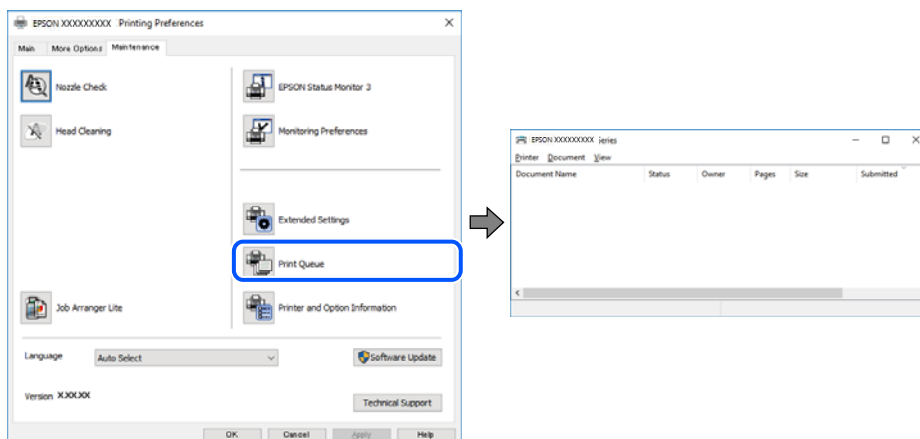 EPSON XXXXXXXXX Printing Preferences
Main More Options Maintenance
Nozzle Check
EPSON Status Monitor 3
Head Cleaning
Monitoring Preferences
Extended Settings
Print Queue
Job Arranger Lite
Printer and Option Information
Language Auto Select
Software Update
Version X.XX.XX
Technical Support
OK Cancel Apply Help
EPSON XXXXXXXXX ieries
Printer Document View
Document Name Status Owner Pages Size Submitted